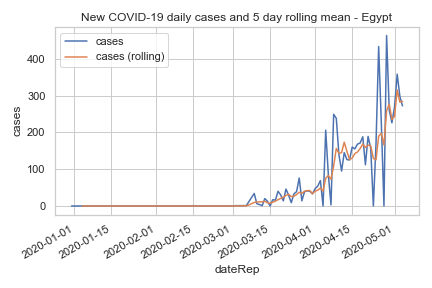 New COVID-19 daily cases and 5 day rolling mean - Egypt
cases
cases (rolling)
400
300
200
100
0
cases
2020-01-01
2020-01-15
2020-02-01
2020-02-15
2020-03-01
2020-03-15
2020-04-01
2020-04-15
2020-05-01
dateRep